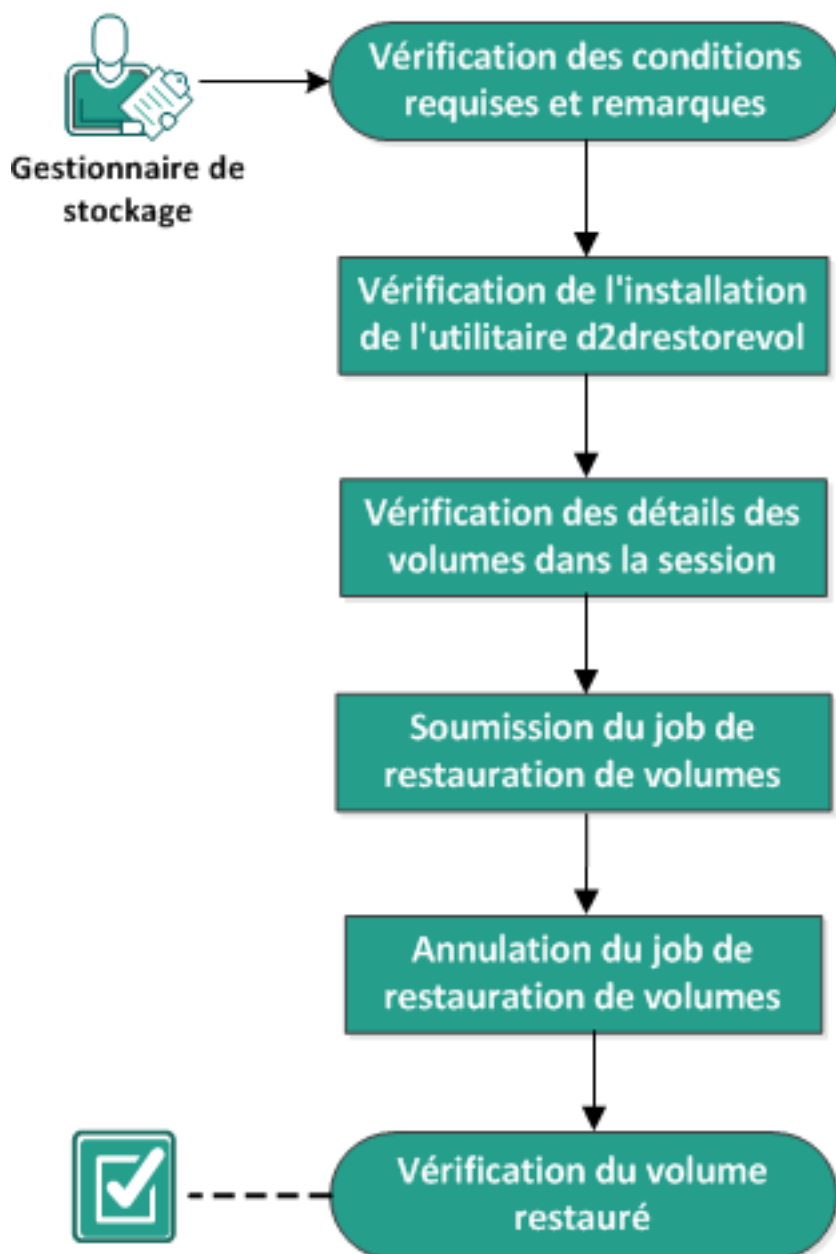 Vérification des conditions
requises et remarques
Gestionnaire de
stockage
Vérification de l'installation
de l'utilitaire d2drestorevol
Vérification des détails des
volumes dans la session
Soumission du job de
restauration de volumes
Annulation du job de
restauration de volumes
Vérification du volume
restauré